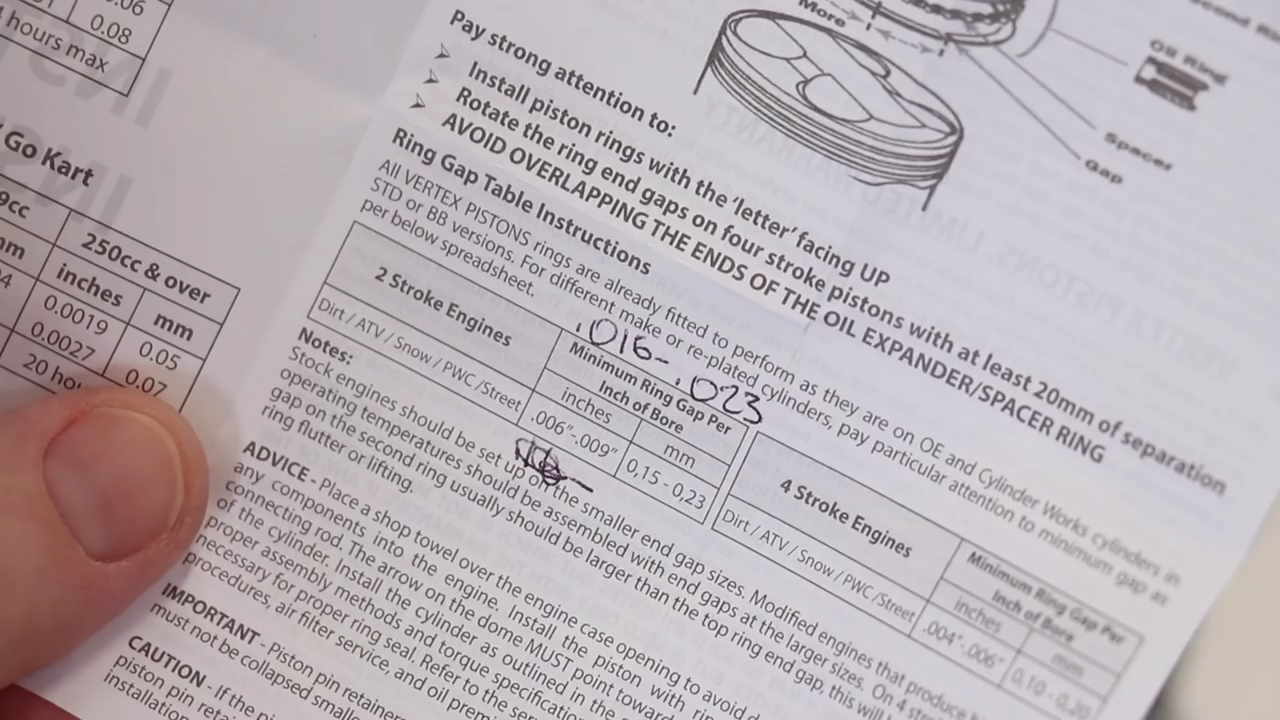 .06
0.08
hours max
Go Kart
9cc
250cc & over
mm
inches
mm
0.0019
0.05
0.0027
0.07
20
More
Oil Ring
Spacer
Gap
Pay strong attention to:
➢ Install piston rings with the 'letter' facing UP
➢ Rotate the ring end gaps on four stroke pistons with at least 20mm of separation
➢ AVOID OVERLAPPING THE ENDS OF THE OIL EXPANDER/SPACER RING
Ring Gap Table Instructions
All VERTEX PISTONS rings are already fitted to perform as they are on OE and Cylinder Works cylinders in
STD or BB versions. For different make or re-plated cylinders, pay particular attention to minimum gap as
per below spreadsheet.
.016-.023
2 Stroke Engines
Minimum Ring Gap Per
Inch of Bore
inches
mm
Dirt / ATV / Snow / PWC /Street
.006"-.009"
0,15 - 0,23
4 Stroke Engines
Minimum Ring Gap Per
Inch of Bore
inches
mm
Dirt / ATV / Snow / PWC /Street
.004"-.006"
0,10 - 0,20
Notes:
Stock engines should be set up on the smaller end gap sizes. Modified engines that produce
operating temperatures should be assembled with end gaps at the larger sizes. On 4
gap on the second ring usually should be larger than the top ring end gap, this will
ring flutter or lifting.
ADVICE - Place a shop towel over the engine case opening to avoid
any components into the engine. Install the piston with
connecting rod. The arrow on the dome MUST point toward
of the cylinder. Install the cylinder as outlined in the
proper assembly methods and torque
necessary for proper ring seal. Refer to the
procedures, air filter service, and oil
IMPORTANT - Piston pin
must not be collapsed
CAUTION - If the
piston pin
installation